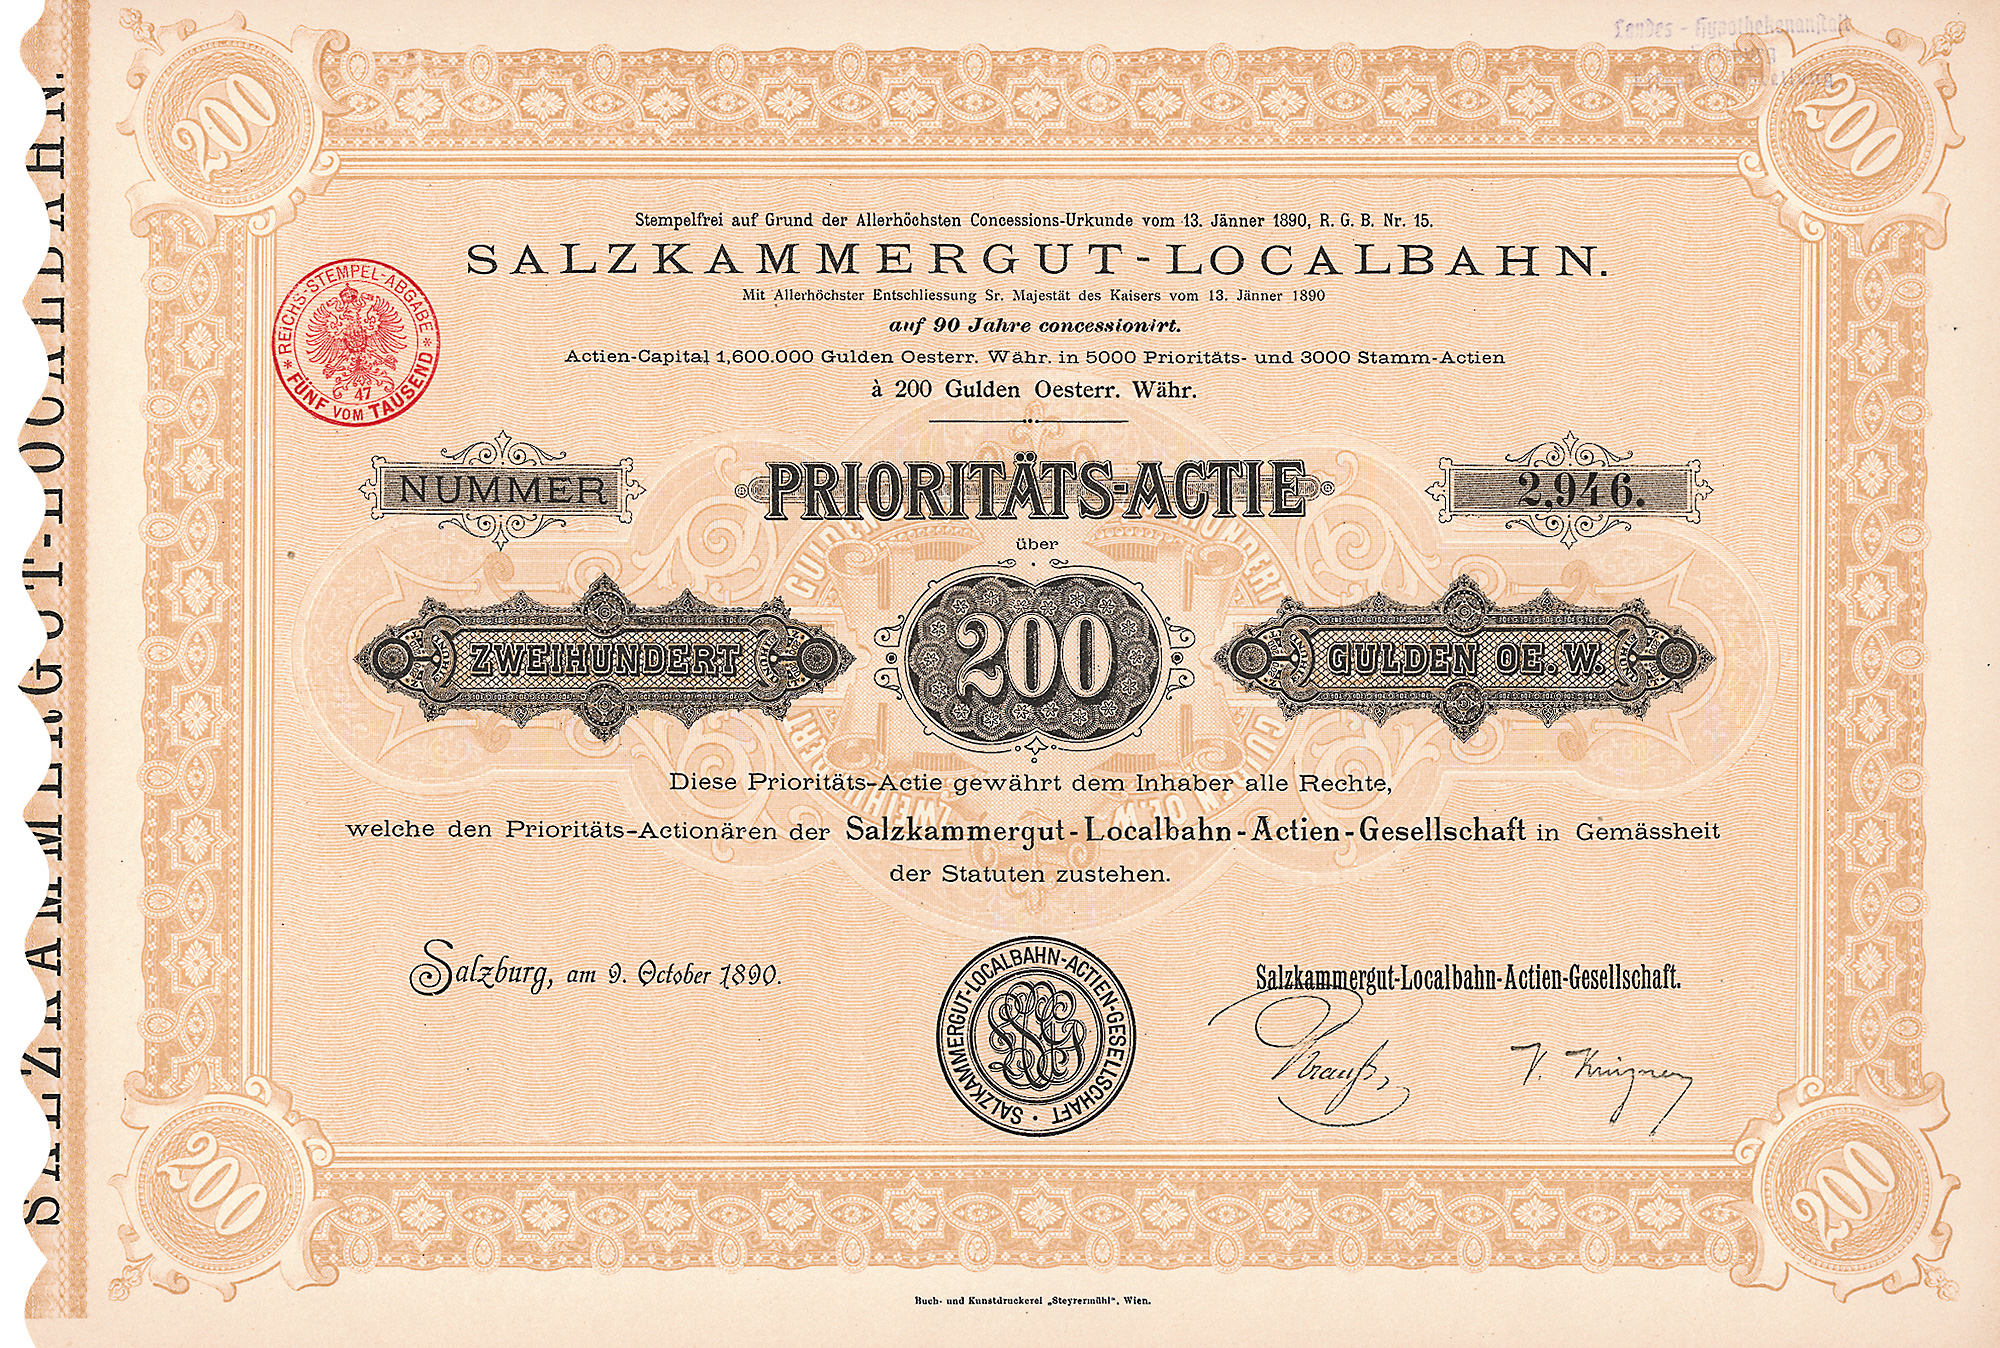 Landes - Hypothekenanstalt
200
200
Stempelfrei auf Grund der Allerhöchsten Concessions-Urkunde vom 13. Jänner 1890, R. G. B. Nr. 15.
SALZKAMMERGUT-LOCALBAHN.
Mit Allerhöchster Entschliessung Sr. Majestät des Kaisers vom 13. Jänner 1890
auf 90 Jahre concessionirt.
Actien-Capital 1,600.000 Gulden Oesterr. Währ. in 5000 Prioritäts- und 3000 Stamm-Actien
à 200 Gulden Oesterr. Währ.
* REICHS-STEMPEL-ABGABE *
47
FÜNF VOM TAUSEND
NUMMER
PRIORITÄTS-ACTIE
2,946.
über
ZWEIHUNDERT
200
GULDEN OE. W.
Diese Prioritäts-Actie gewährt dem Inhaber alle Rechte,
welche den Prioritäts-Actionären der Salzkammergut-Localbahn-Actien-Gesellschaft in Gemässheit
der Statuten zustehen.
Salzburg, am 9. October 1890.
SALZKAMMERGUT-LOCALBAHN-ACTIEN-GESELLSCHAFT
Salzkammergut-Localbahn-Actien-Gesellschaft.
Krauß,
200
200
Buch- und Kunstdruckerei „Steyrermühl“, Wien.
SALZKAMMERGUT-LOCALBAHN.